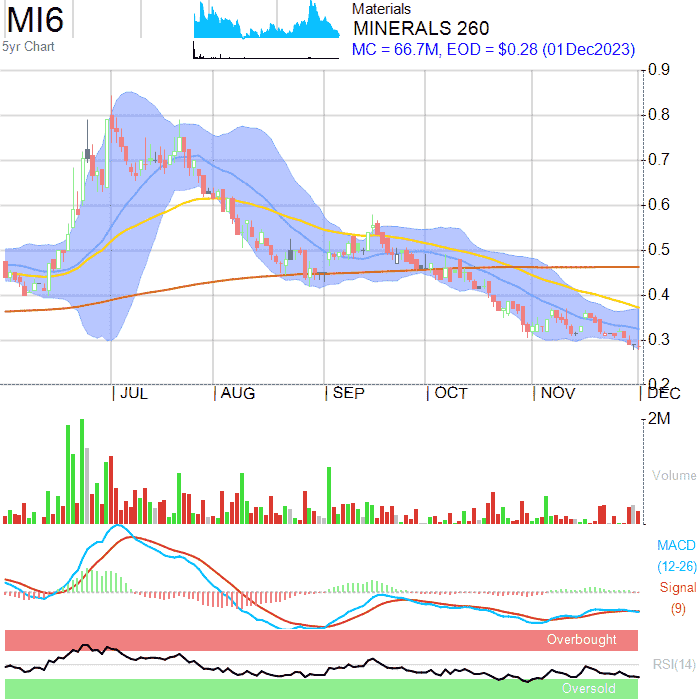 MI6
5yr Chart
Materials
MINERALS 260
MC = 66.7M, EOD = $0.28 (01Dec2023)
0.9
0.8
0.7
0.6
0.5
0.4
0.3
0.2
JUL AUG SEP OCT NOV DEC
2M
Volume
MACD
(12-26)
Signal
(9)
Overbought
RSI(14)
Oversold